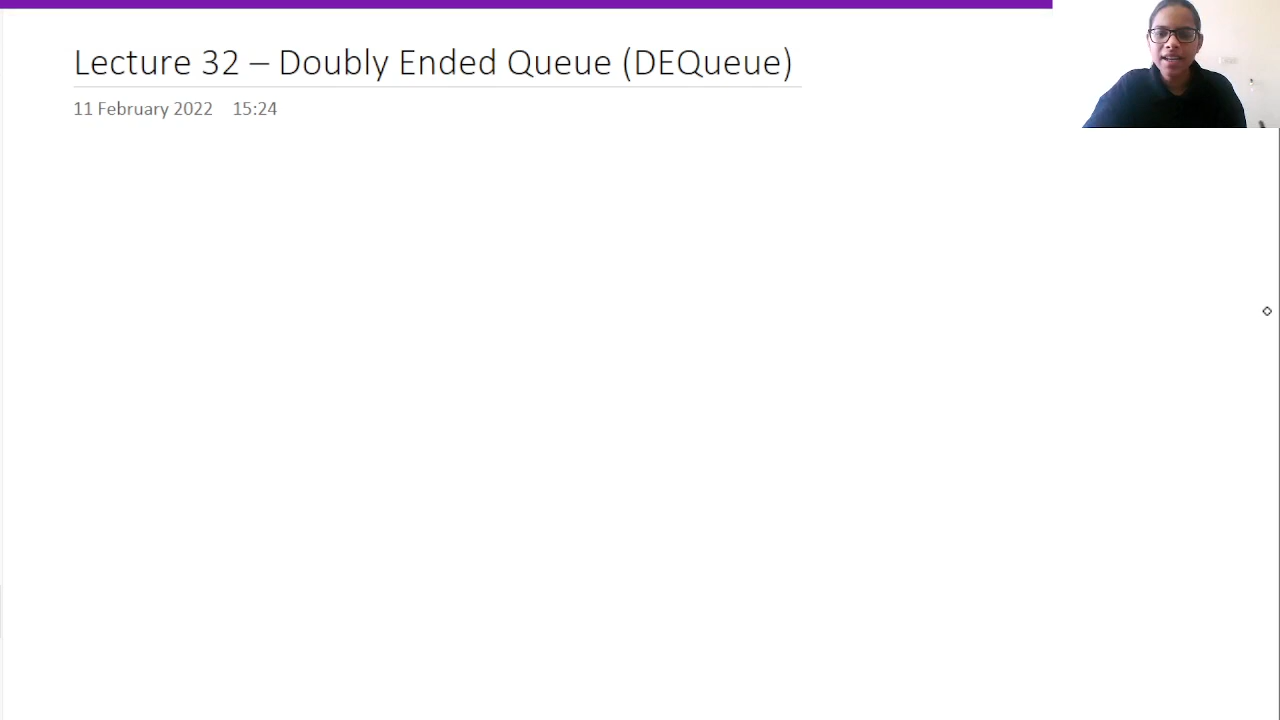 Lecture 32 – Doubly Ended Queue (DEQueue)
11 February 2022 15:24